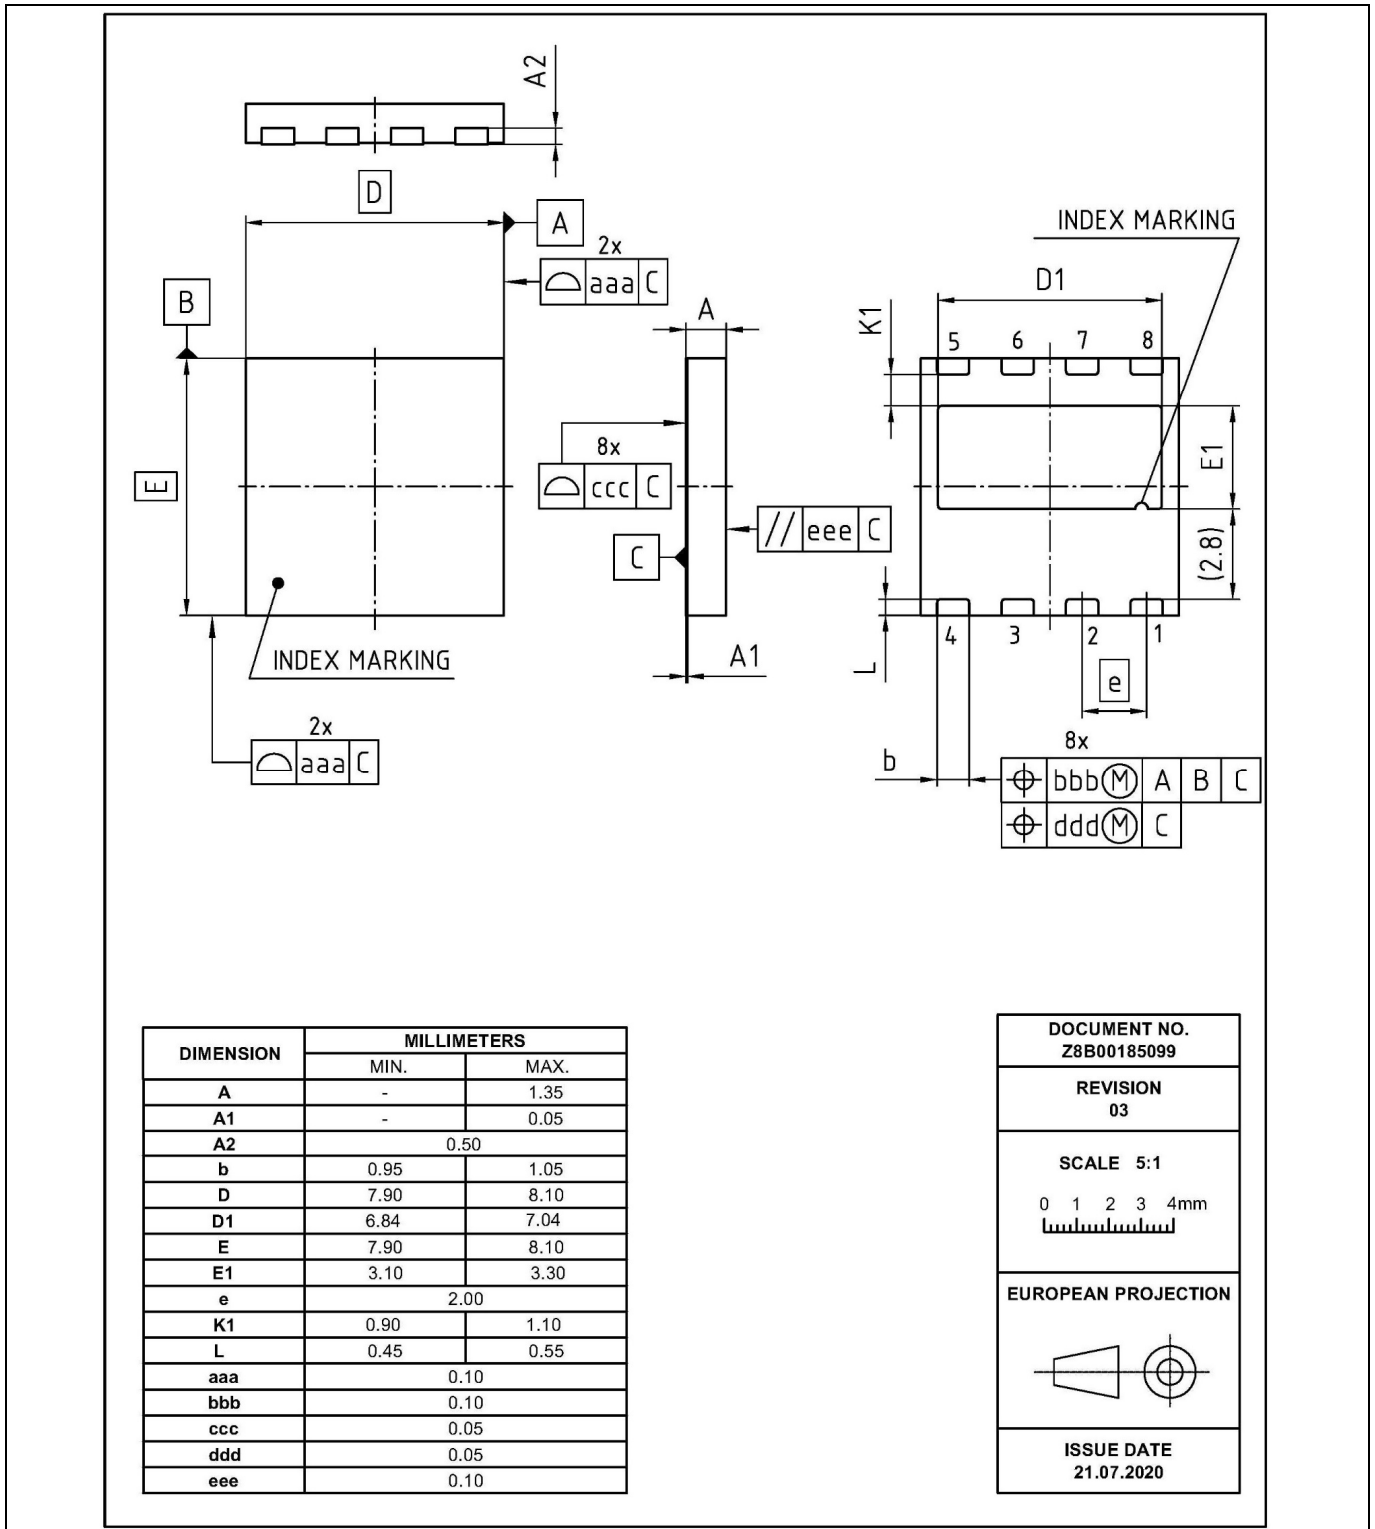 A2
D
A
2x
aaa C
B
A
8x
ccc C
// eee C
C
E
INDEX MARKING
A1
2x
aaa C
INDEX MARKING
D1
K1
5 6 7 8
E1
(2.8)
4 3 2 1
L
e
b
8x
bbb M A B C
ddd M C
DIMENSION MILLIMETERS
MIN. MAX.
A - 1.35
A1 - 0.05
A2 0.50
b 0.95 1.05
D 7.90 8.10
D1 6.84 7.04
E 7.90 8.10
E1 3.10 3.30
e 2.00
K1 0.90 1.10
L 0.45 0.55
aaa 0.10
bbb 0.10
ccc 0.05
ddd 0.05
eee 0.10
DOCUMENT NO.
Z8B00185099
REVISION
03
SCALE 5:1
0 1 2 3 4mm
EUROPEAN PROJECTION
ISSUE DATE
21.07.2020